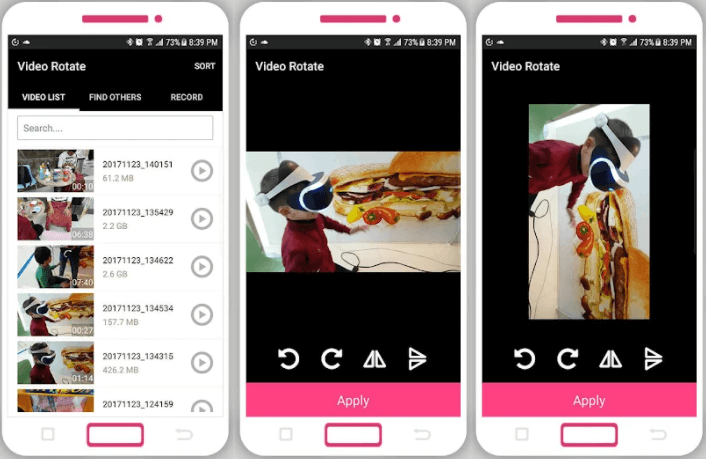 73% 8:39 PM
Video Rotate
SORT
VIDEO LIST
FIND OTHERS
RECORD
Search....
20171123_140151
61.2 MB
00:10
20171123_135429
2.2 GB
06:38
20171123_134622
2.6 GB
07:40
20171123_134534
157.7 MB
00:27
20171123_134315
426.2 MB
01:14
20171123_124159
73% 8:39 PM
Video Rotate
Apply
73% 8:39 PM
Video Rotate
Apply